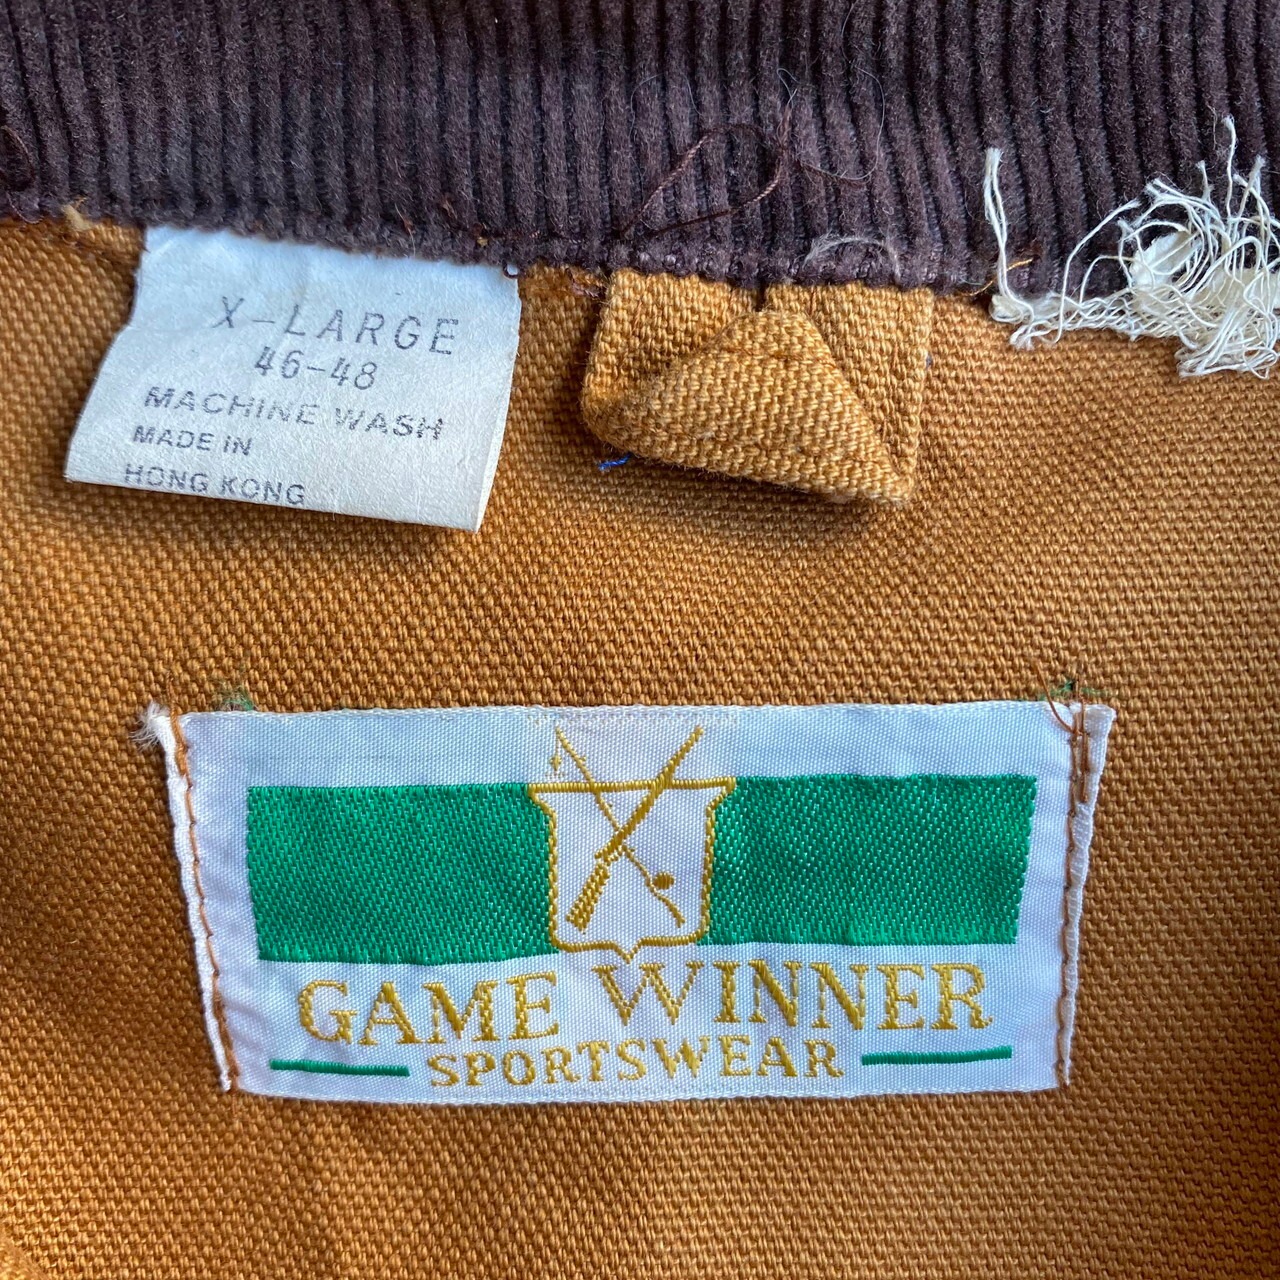 X-LARGE
46-48
MACHINE WASH
MADE IN
HONG KONG
GAME WINNER
SPORTSWEAR